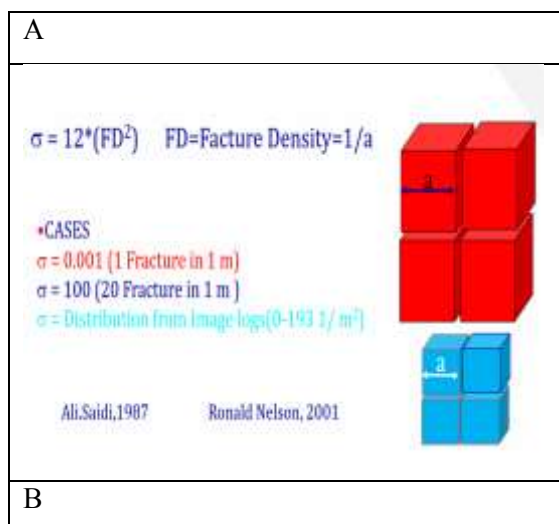 A
σ = 12*(FD²) FD=Facture Density=1/a
a
•CASES
σ = 0.001 (1 Fracture in 1 m)
σ = 100 (20 Fracture in 1 m )
σ = Distribution from image logs(0-193 1/ m²)
a
Ali.Saidi,1987 Ronald Nelson, 2001
B